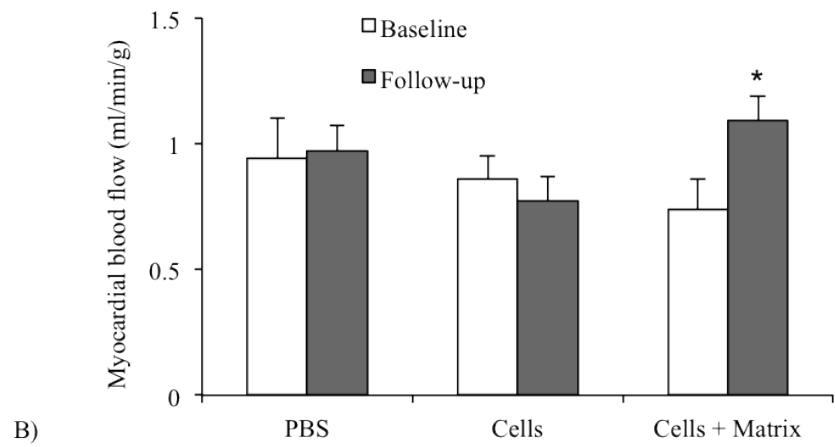 1.5
Baseline
Follow-up
*
1
0.5
0
Myocardial blood flow (ml/min/g)
B)
PBS
Cells
Cells + Matrix